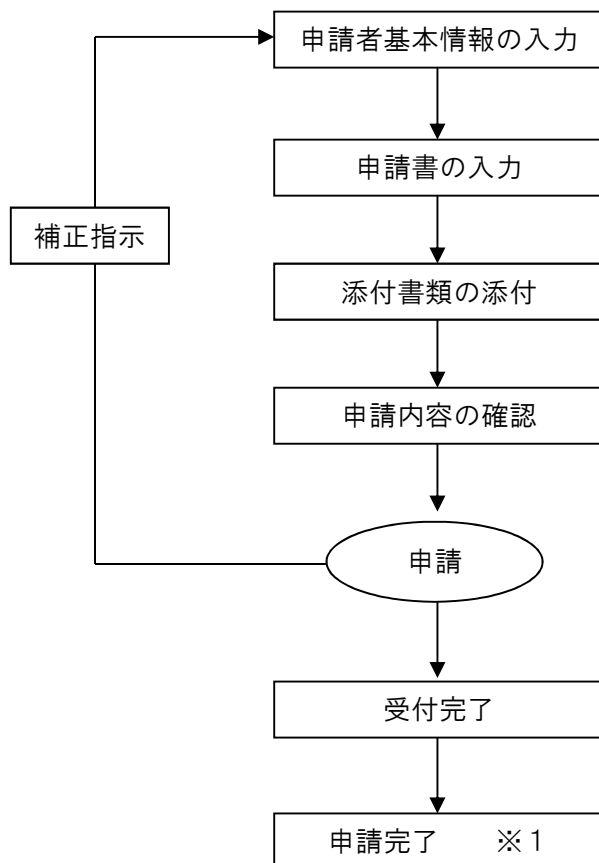 申請者基本情報の入力
申請書の入力
補正指示
添付書類の添付
申請内容の確認
申請
受付完了
申請完了　　※１